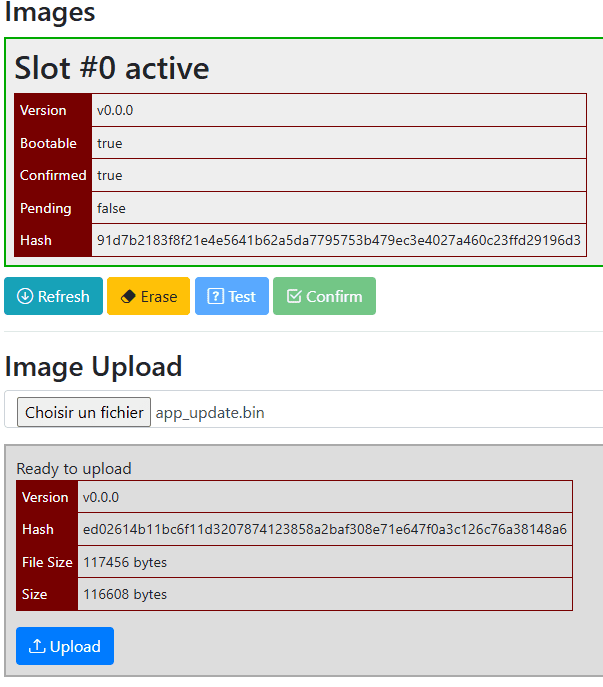 Images
Slot #0 active
Version v0.0.0
Bootable true
Confirmed true
Pending false
Hash 91d7b2183f8f21e4e5641b62a5da7795753b479ec3e4027a460c23ffd29196d3
Refresh Erase Test Confirm
Image Upload
Choisir un fichier app_update.bin
Ready to upload
Version v0.0.0
Hash ed02614b11bc6f11d3207874123858a2baf308e71e647f0a3c126c76a38148a6
File Size 117456 bytes
Size 116608 bytes
Upload